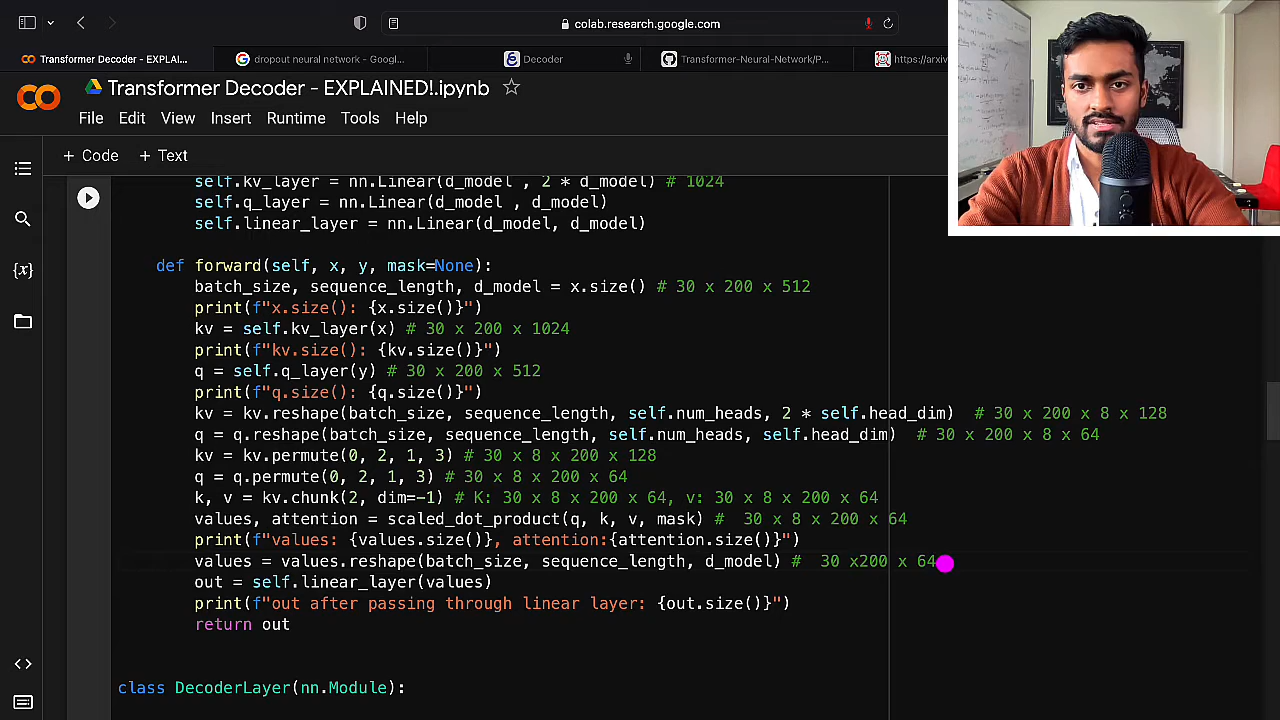 colab.research.google.com
Transformer Decoder - EXPLAI...
dropout neural network - Googl...
Decoder
Transformer-Neural-Network/P...
https://arxiv
Transformer Decoder - EXPLAINED!.ipynb
File Edit View Insert Runtime Tools Help
+ Code + Text
self.kv_layer = nn.Linear(d_model , 2 * d_model) # 1024
self.q_layer = nn.Linear(d_model , d_model)
self.linear_layer = nn.Linear(d_model, d_model)
def forward(self, x, y, mask=None):
batch_size, sequence_length, d_model = x.size() # 30 x 200 x 512
print(f"x.size(): {x.size()}")
kv = self.kv_layer(x) # 30 x 200 x 1024
print(f"kv.size(): {kv.size()}")
q = self.q_layer(y) # 30 x 200 x 512
print(f"q.size(): {q.size()}")
kv = kv.reshape(batch_size, sequence_length, self.num_heads, 2 * self.head_dim)  # 30 x 200 x 8 x 128
q = q.reshape(batch_size, sequence_length, self.num_heads, self.head_dim)  # 30 x 200 x 8 x 64
kv = kv.permute(0, 2, 1, 3) # 30 x 8 x 200 x 128
q = q.permute(0, 2, 1, 3) # 30 x 8 x 200 x 64
k, v = kv.chunk(2, dim=-1) # K: 30 x 8 x 200 x 64, v: 30 x 8 x 200 x 64
values, attention = scaled_dot_product(q, k, v, mask) #  30 x 8 x 200 x 64
print(f"values: {values.size()}, attention:{attention.size()}")
values = values.reshape(batch_size, sequence_length, d_model) #  30 x200 x 64
out = self.linear_layer(values)
print(f"out after passing through linear layer: {out.size()}")
return out
class DecoderLayer(nn.Module):